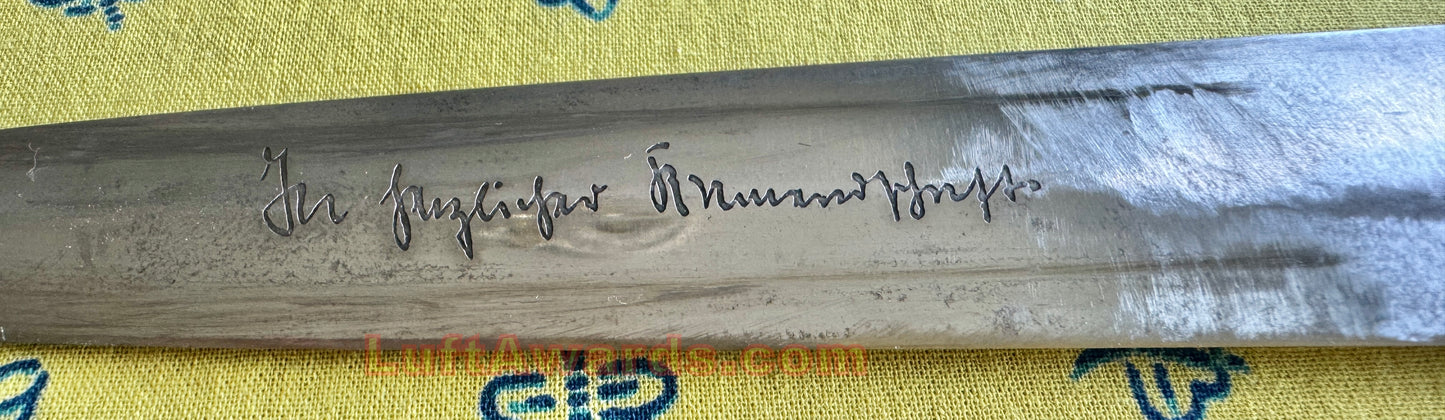 In herzlicher Kameradschaft.
LuftAwards.com